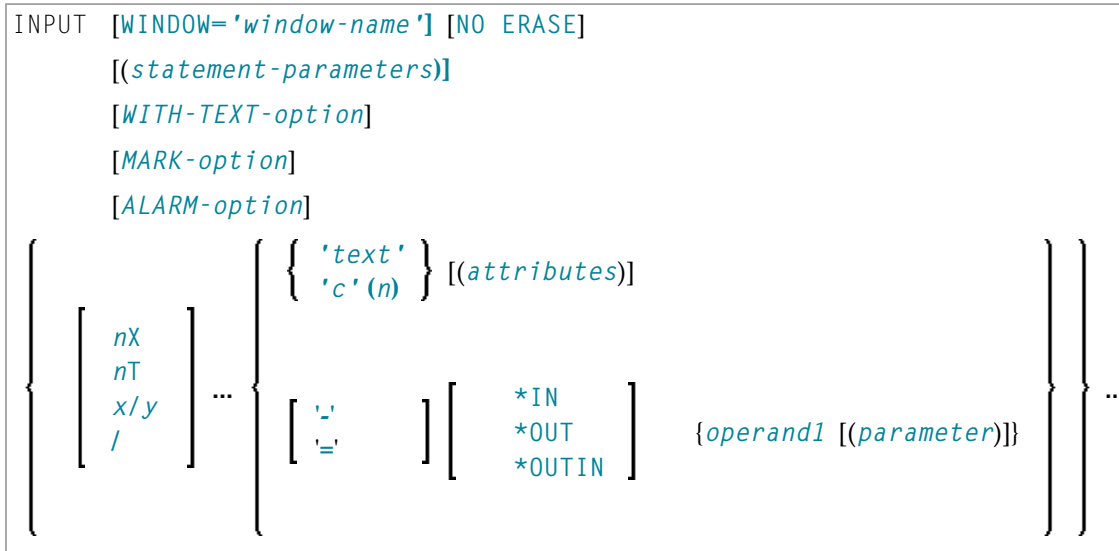 INPUT [WINDOW='window-name'] [NO ERASE]
[(statement-parameters)]
[WITH-TEXT-option]
[MARK-option]
[ALARM-option]
'text'
'c' (n)
[(attributes)]
nX
nT
x/y
/
...
'-'
'='
*IN
*OUT
*OUTIN
{operand1 [(parameter)]}
..